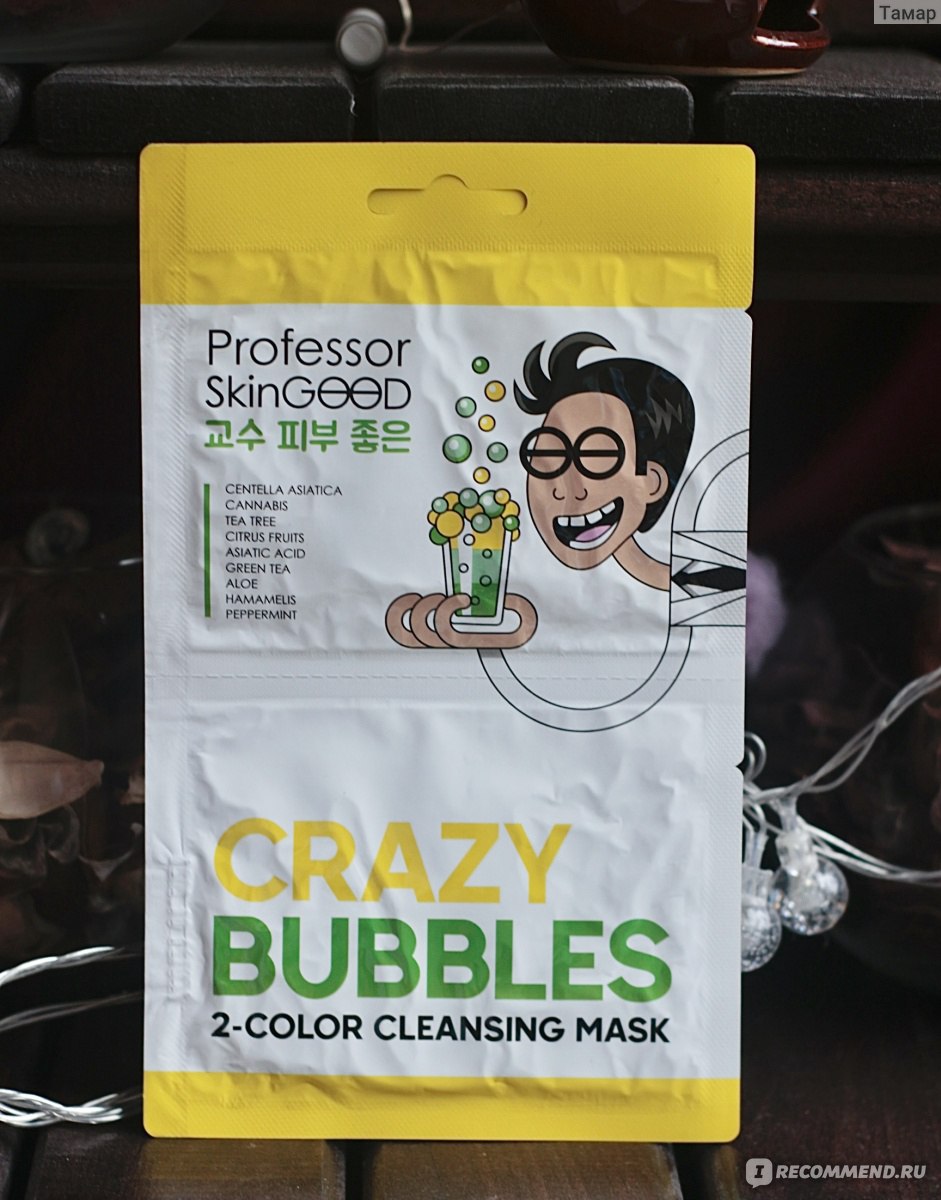 Тамар
Professor
SkinGOOD
교수 피부 좋은
CENTELLA ASIATICA
CANNABIS
TEA TREE
CITRUS FRUITS
ASIATIC ACID
GREEN TEA
ALOE
HAMAMELIS
PEPPERMINT
CRAZY
BUBBLES
2-COLOR CLEANSING MASK
IRECOMMEND.RU